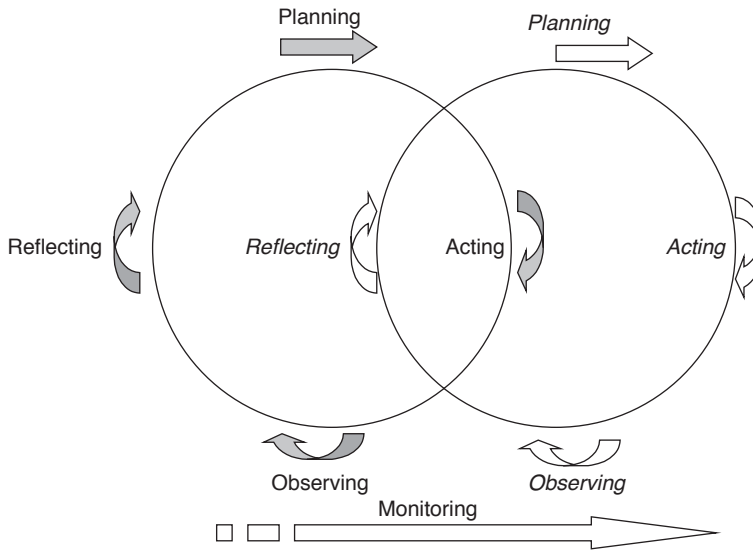 Planning
Planning
Reflecting
Reflecting
Acting
Acting
Observing
Observing
Monitoring